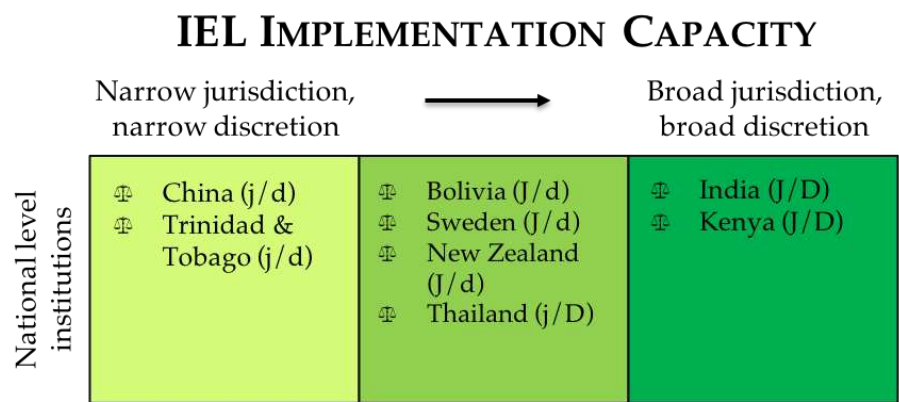 IEL IMPLEMENTATION CAPACITY
Narrow jurisdiction,
narrow discretion
Broad jurisdiction,
broad discretion
National level
institutions
China (j/d)
Trinidad &
Tobago (j/d)
Bolivia (J/d)
Sweden (J/d)
New Zealand
(J/d)
Thailand (j/D)
India (J/D)
Kenya (J/D)